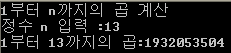 1부터 n까지의 곱 계산
정수 n 입력 :13
1부터 13까지의 곱:1932053504